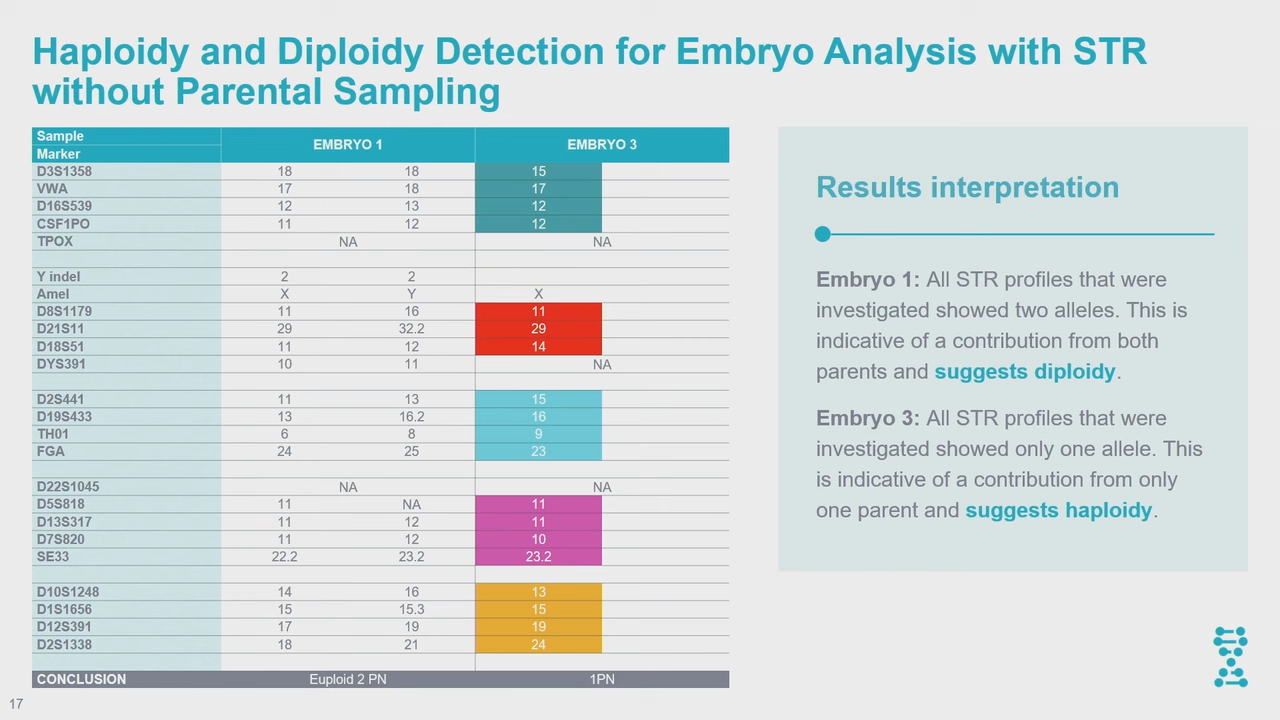 Haploidy and Diploidy Detection for Embryo Analysis with STR
without Parental Sampling
Sample EMBRYO 1 EMBRYO 3
Marker
D3S1358 18 18 15
VWA 17 18 17
D16S539 12 13 12
CSF1PO 11 12 12
TPOX NA NA
Y indel 2 2
Amel X Y X
D8S1179 11 16 11
D21S11 29 32.2 29
D18S51 11 12 14
DYS391 10 11 NA
D2S441 11 13 15
D19S433 13 16.2 16
TH01 6 8 9
FGA 24 25 23
D22S1045 NA NA
D5S818 11 NA 11
D13S317 11 12 11
D7S820 11 12 10
SE33 22.2 23.2 23.2
D10S1248 14 16 13
D1S1656 15 15.3 15
D12S391 17 19 19
D2S1338 18 21 24
CONCLUSION Euploid 2 PN 1PN
Results interpretation
Embryo 1: All STR profiles that were
investigated showed two alleles. This is
indicative of a contribution from both
parents and suggests diploidy.
Embryo 3: All STR profiles that were
investigated showed only one allele. This
is indicative of a contribution from only
one parent and suggests haploidy.
17